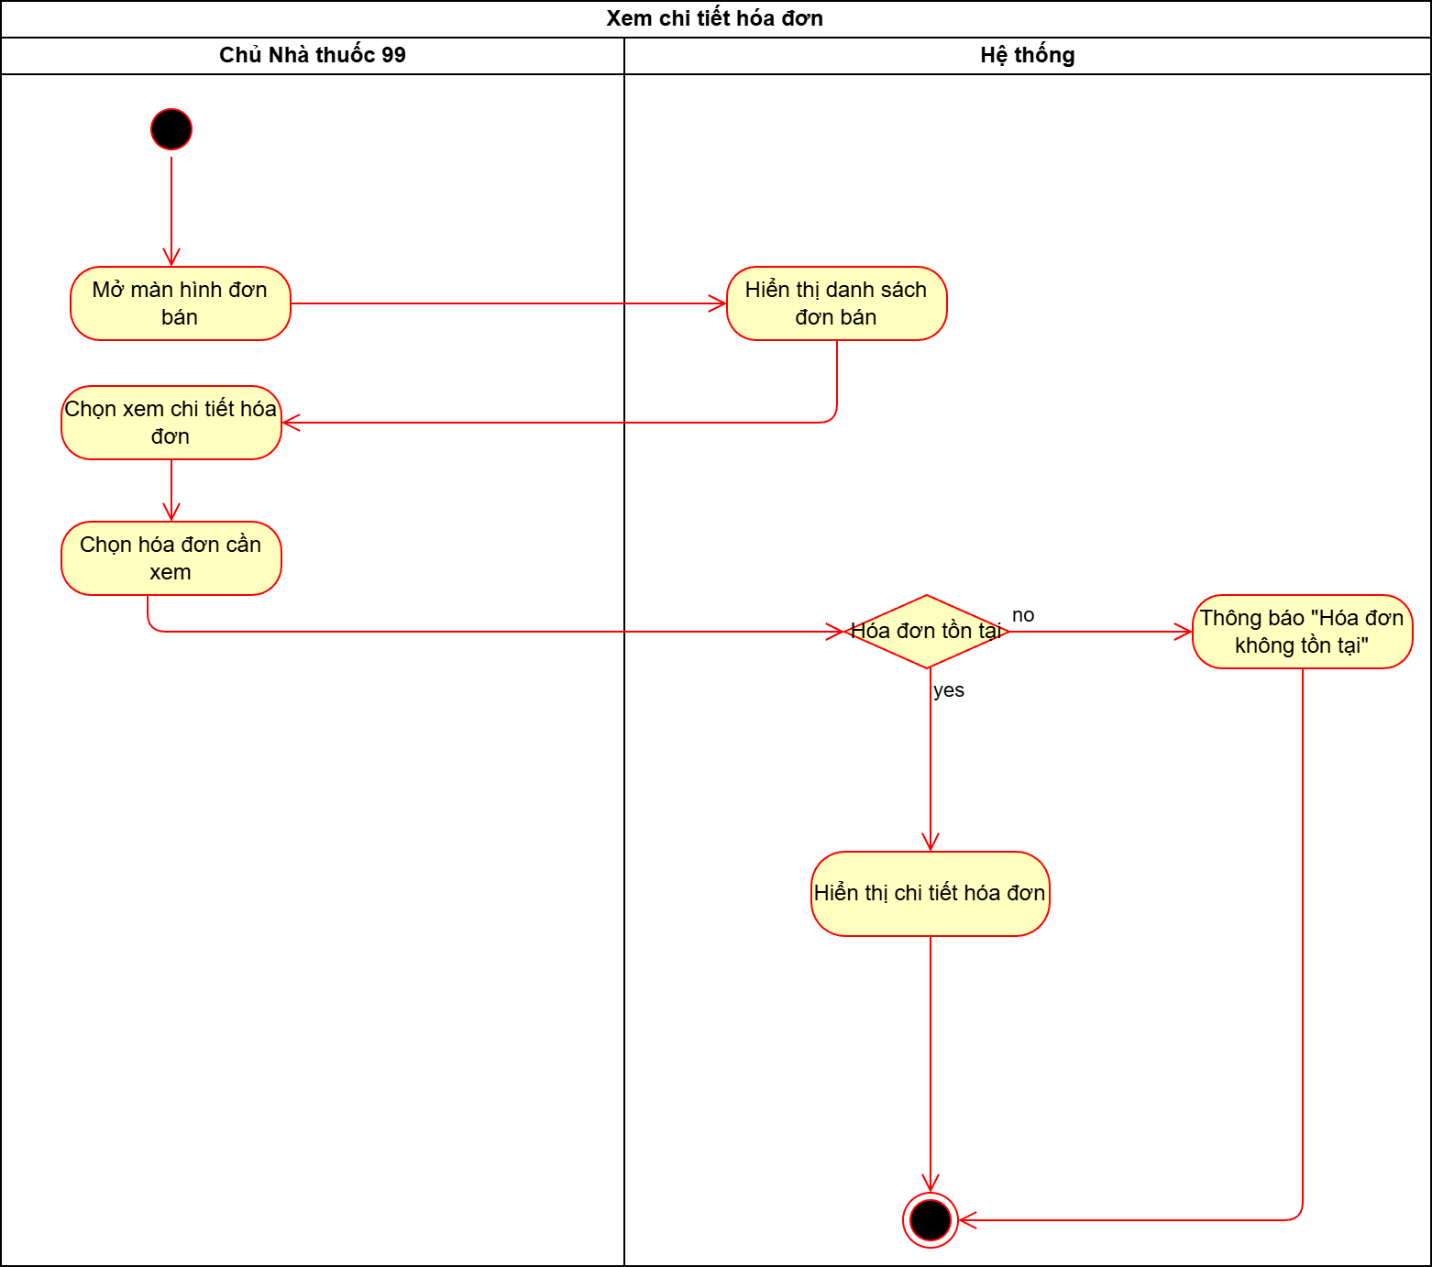 Xem chi tiết hóa đơn
Chủ Nhà thuốc 99
Hệ thống
Mở màn hình đơn
bán
Hiển thị danh sách
đơn bán
Chọn xem chi tiết hóa
đơn
Chọn hóa đơn cần
xem
Hóa đơn tồn tại
no
Thông báo "Hóa đơn
không tồn tại"
yes
Hiển thị chi tiết hóa đơn